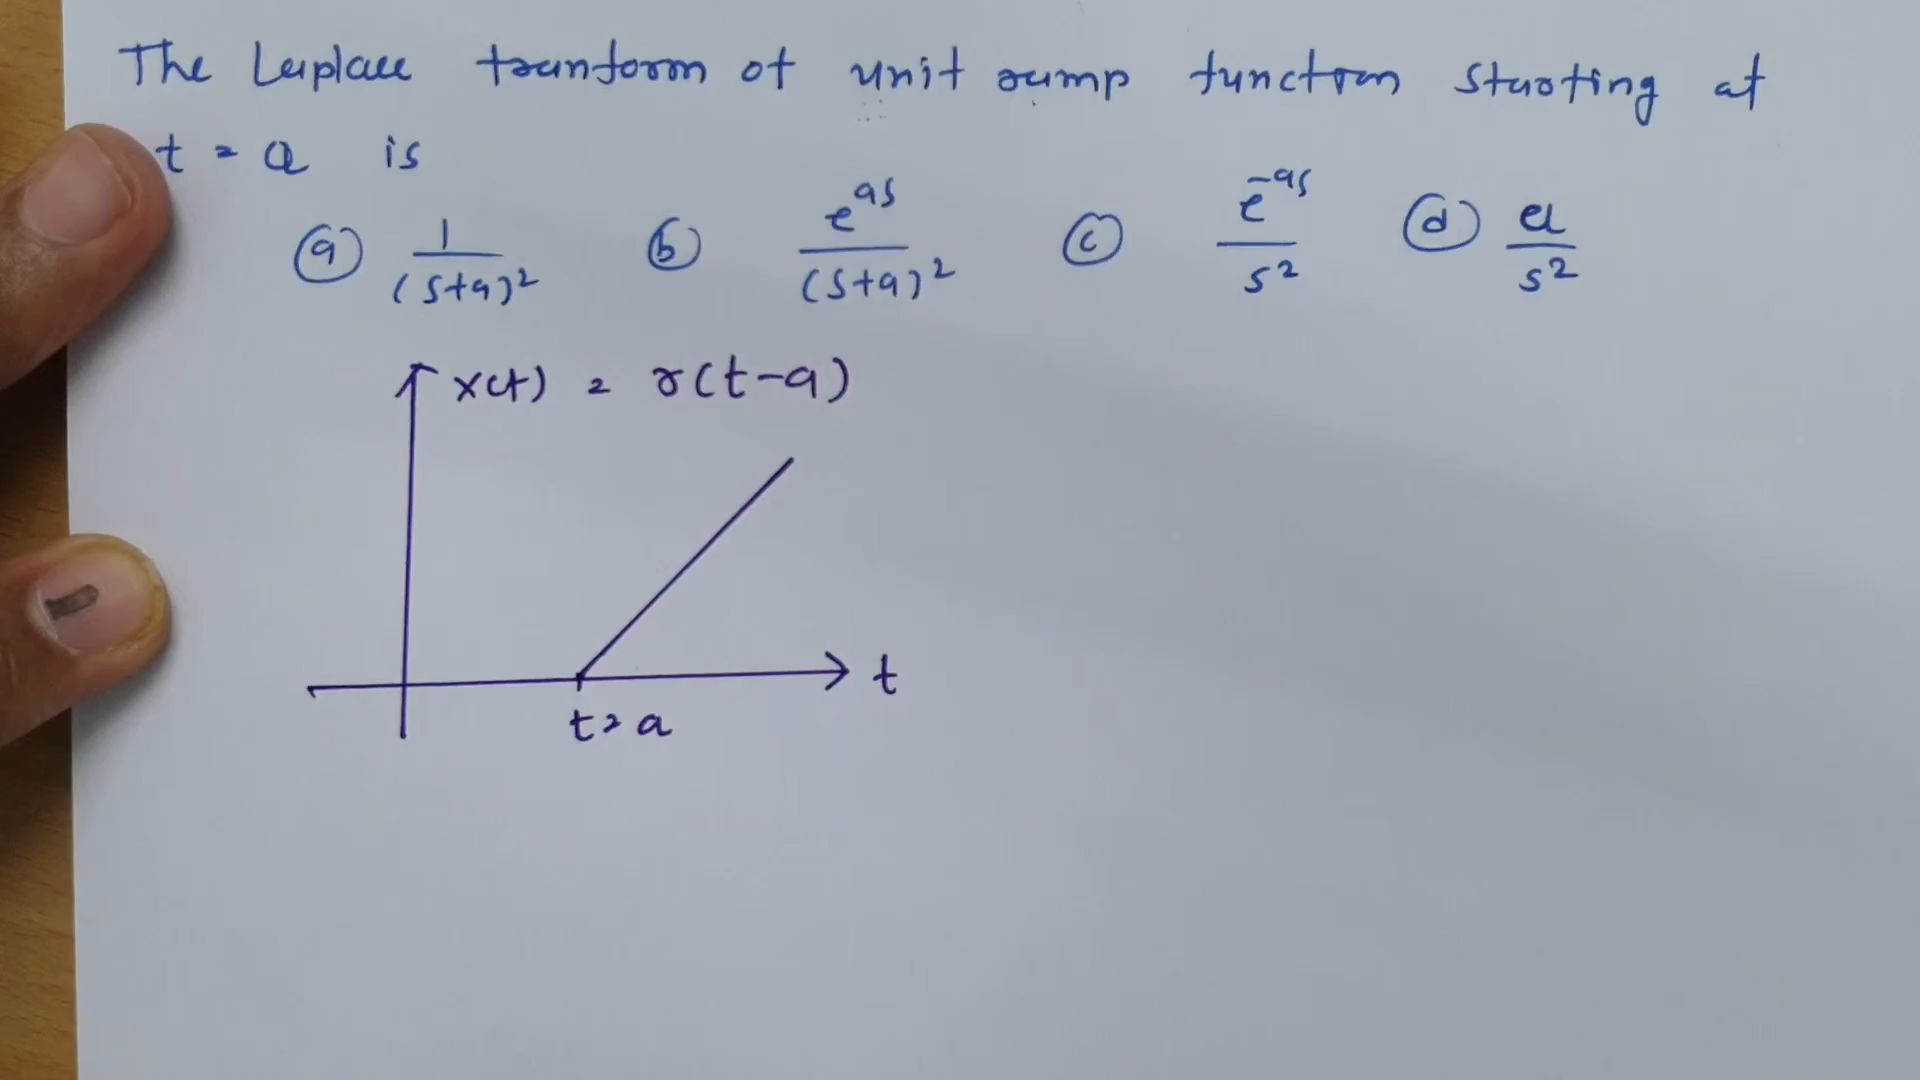 The Laplace transform of unit ramp function starting at
t = a is
(a) 1/(s+a)² (b) e^{as}/(s+a)² (c) e^{-as}/s² (d) a/s²
x(t) = r(t-a)
t
t = a